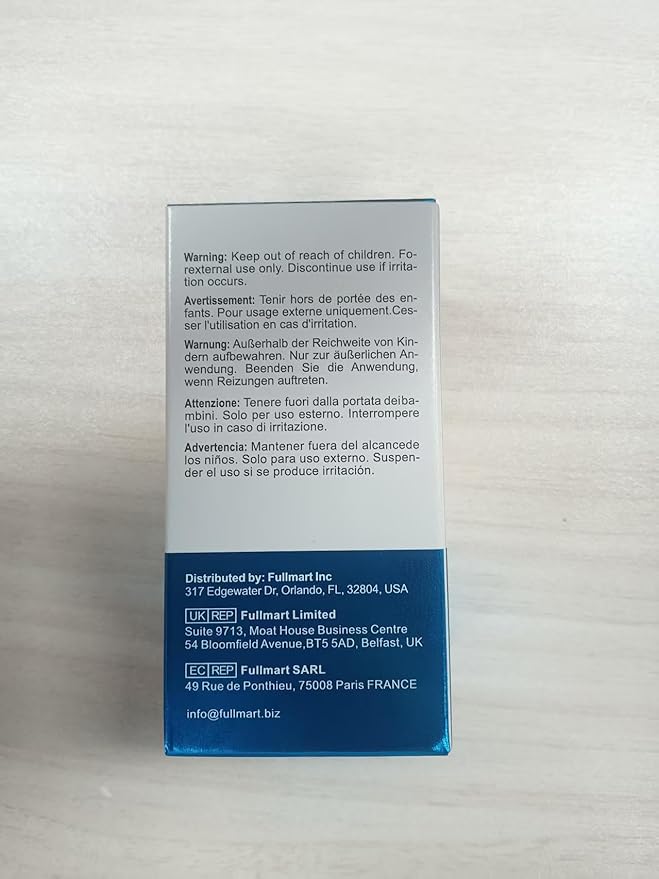 Warning: Keep out of reach of children. Fo-
rexternal use only. Discontinue use if irrita-
tion occurs.
Avertissement: Tenir hors de portée des en-
fants. Pour usage externe uniquement.Ces-
ser l'utilisation en cas d'irritation.
Warnung: Außerhalb der Reichweite von Kin-
dern aufbewahren. Nur zur äußerlichen An-
wendung. Beenden Sie die Anwendung,
wenn Reizungen auftreten.
Attenzione: Tenere fuori dalla portata deiba-
mbini. Solo per uso esterno. Interrompere
l'uso in caso di irritazione.
Advertencia: Mantener fuera del alcancede
los niños. Solo para uso externo. Suspen-
der el uso si se produce irritación.
Distributed by: Fullmart Inc
317 Edgewater Dr, Orlando, FL, 32804, USA
UK REP Fullmart Limited
Suite 9713, Moat House Business Centre
54 Bloomfield Avenue,BT5 5AD, Belfast, UK
EC REP Fullmart SARL
49 Rue de Ponthieu, 75008 Paris FRANCE
info@fullmart.biz